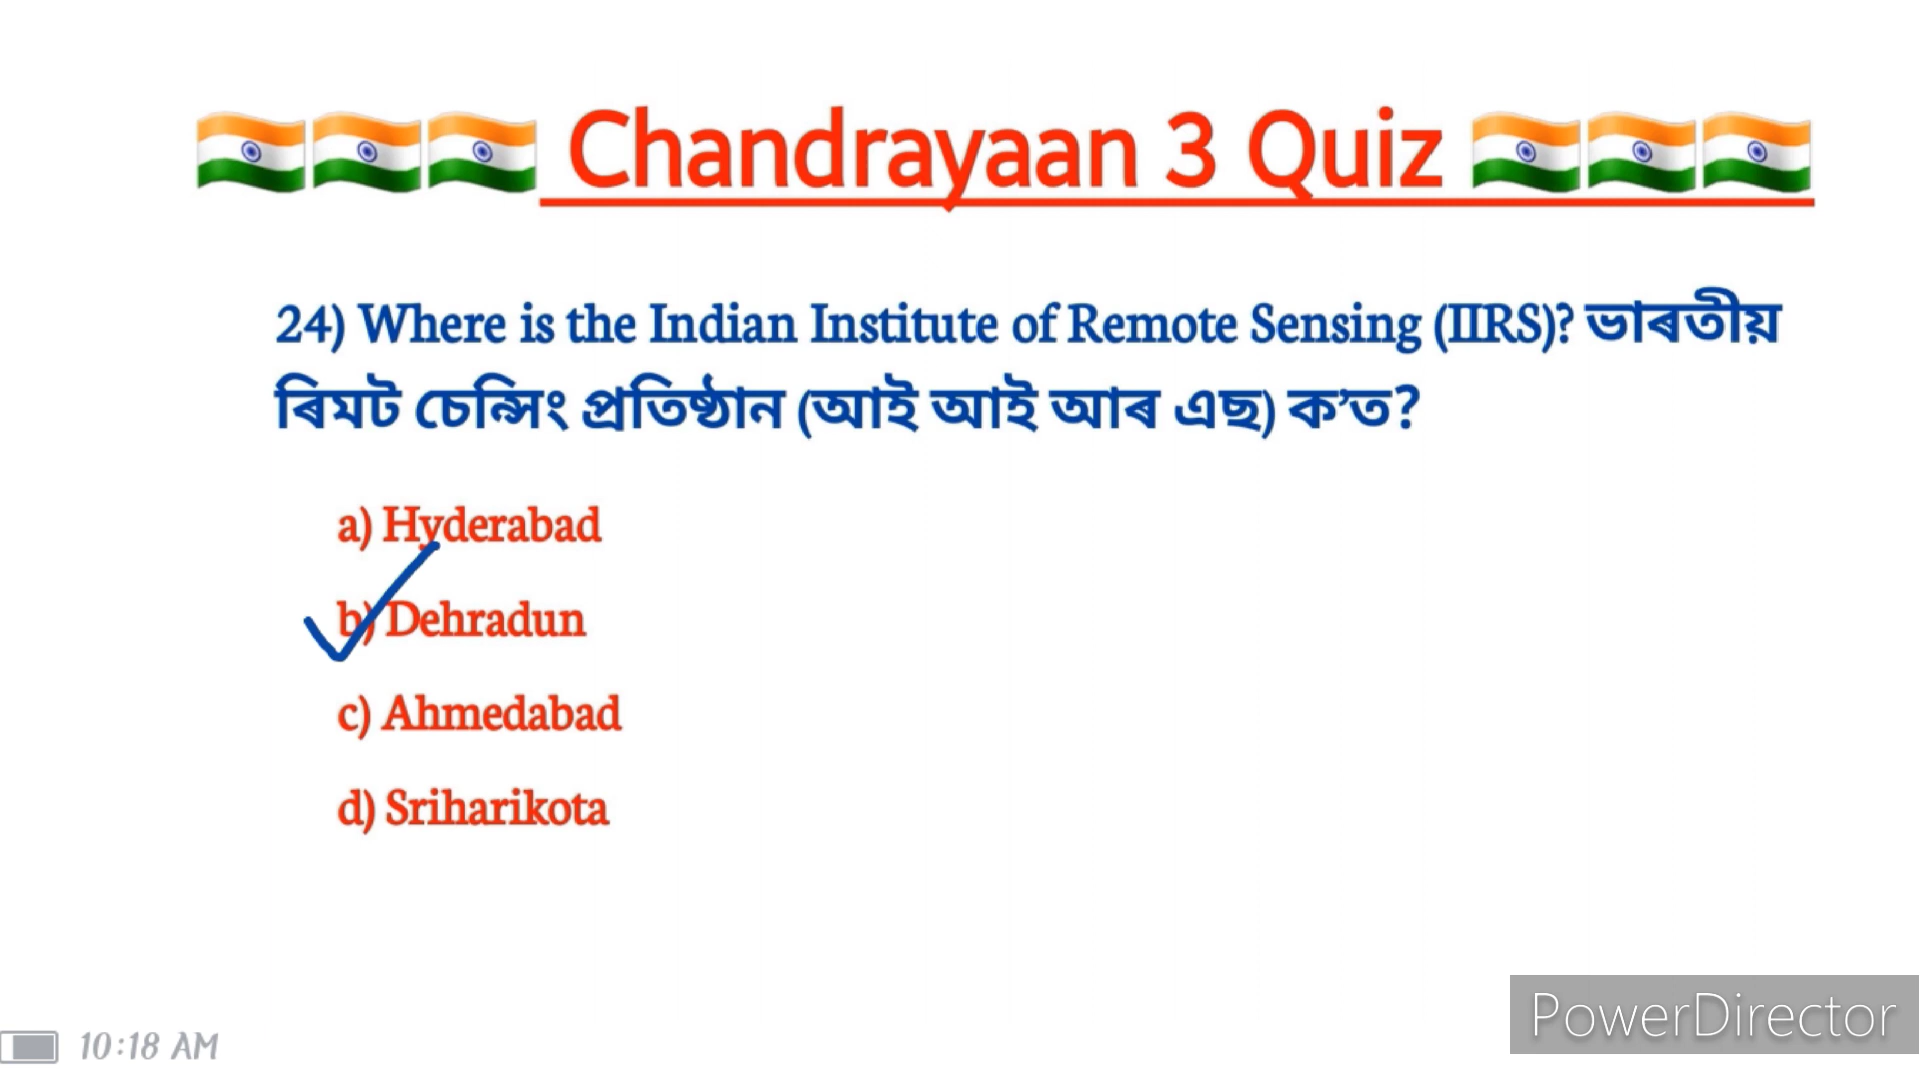 🇮🇳🇮🇳🇮🇳 Chandrayaan 3 Quiz 🇮🇳🇮🇳🇮🇳
24) Where is the Indian Institute of Remote Sensing (IIRS)? ভাৰতীয়
ৰিমট চেন্সিং প্ৰতিষ্ঠান (আই আই আৰ এছ) ক’ত?
a) Hyderabad
b) Dehradun
c) Ahmedabad
d) Sriharikota
10:18 AM
PowerDirector